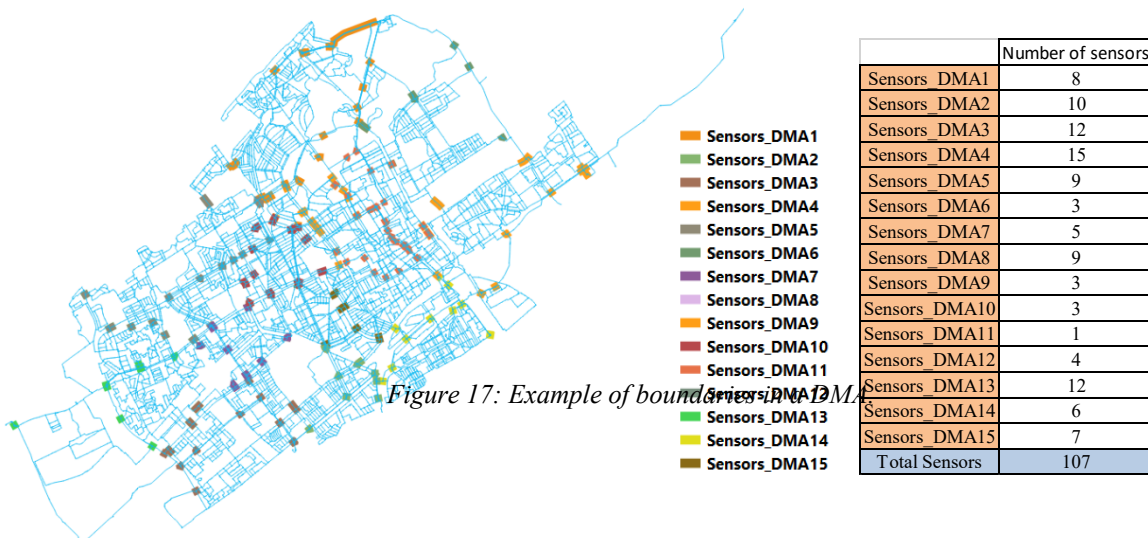 Sensors_DMA1
Sensors_DMA2
Sensors_DMA3
Sensors_DMA4
Sensors_DMA5
Sensors_DMA6
Sensors_DMA7
Sensors_DMA8
Sensors_DMA9
Sensors_DMA10
Sensors_DMA11
Sensors_DMA12
Sensors_DMA13
Sensors_DMA14
Sensors_DMA15
Figure 17: Example of boundaries in a DMA.
Number of sensors
Sensors_DMA1 8
Sensors_DMA2 10
Sensors_DMA3 12
Sensors_DMA4 15
Sensors_DMA5 9
Sensors_DMA6 3
Sensors_DMA7 5
Sensors_DMA8 9
Sensors_DMA9 3
Sensors_DMA10 3
Sensors_DMA11 1
Sensors_DMA12 4
Sensors_DMA13 12
Sensors_DMA14 6
Sensors_DMA15 7
Total Sensors 107